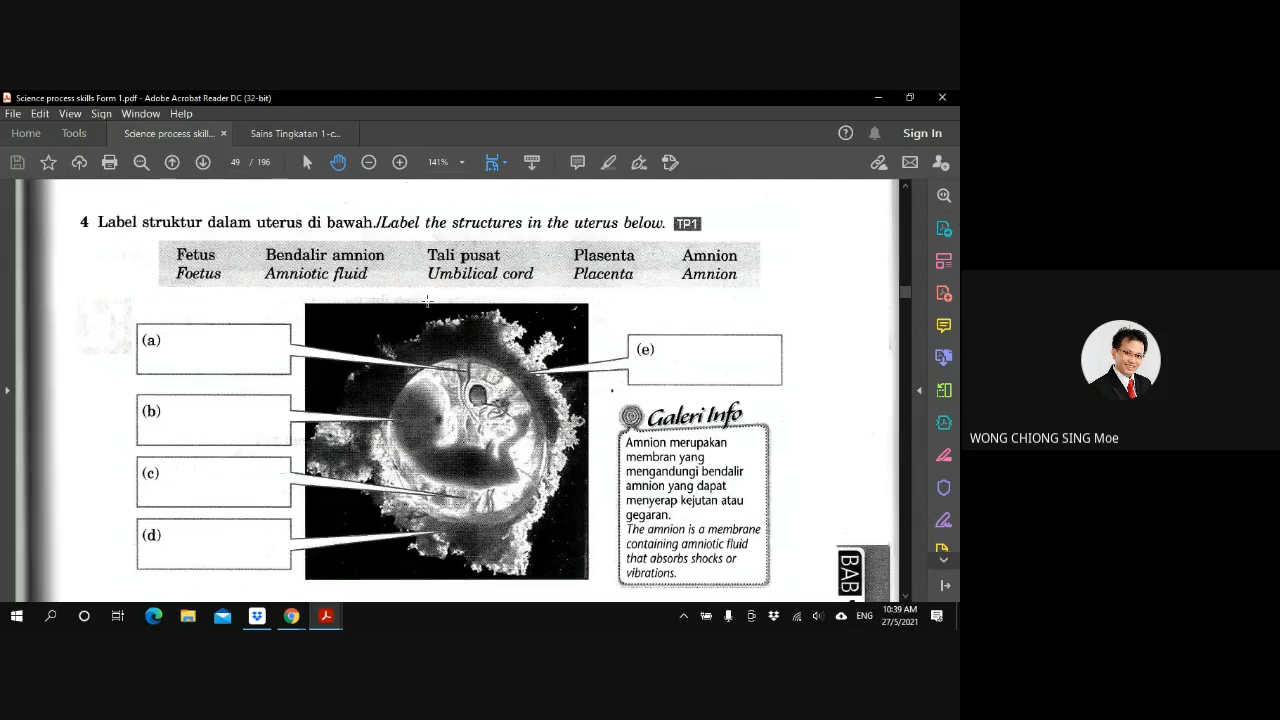 Science process skills Form 1.pdf - Adobe Acrobat Reader DC (32-bit)
File Edit View Sign Window Help
Home Tools Science process skill... × Sains Tingkatan 1-c... Sign In
49 / 196 141%
4 Label struktur dalam uterus di bawah./Label the structures in the uterus below. TP1
Fetus Bendalir amnion Tali pusat Plasenta Amnion
Foetus Amniotic fluid Umbilical cord Placenta Amnion
(a)
(b)
(c)
(d)
(e)
Galeri Info
Amnion merupakan
membran yang
mengandungi bendalir
amnion yang dapat
menyerap kejutan atau
gegaran.
The amnion is a membrane
containing amniotic fluid
that absorbs shocks or
vibrations.
BAB
WONG CHIONG SING Moe
ENG
10:39 AM
27/5/2021